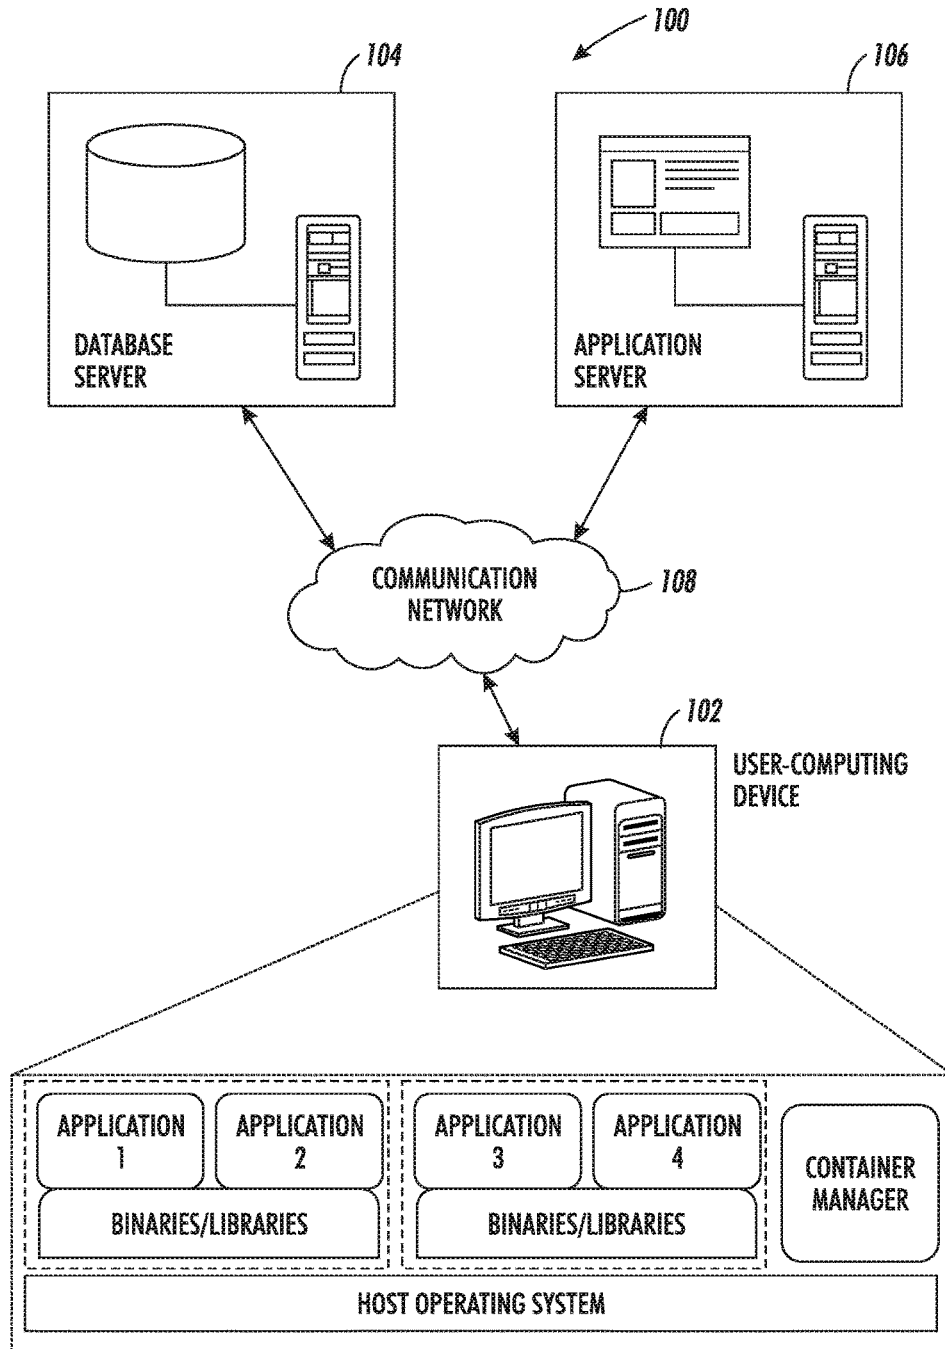 100
104
106
DATABASE
SERVER
APPLICATION
SERVER
COMMUNICATION
NETWORK
108
102
USER-COMPUTING
DEVICE
APPLICATION
1
APPLICATION
2
APPLICATION
3
APPLICATION
4
CONTAINER
MANAGER
BINARIES/LIBRARIES
BINARIES/LIBRARIES
HOST OPERATING SYSTEM